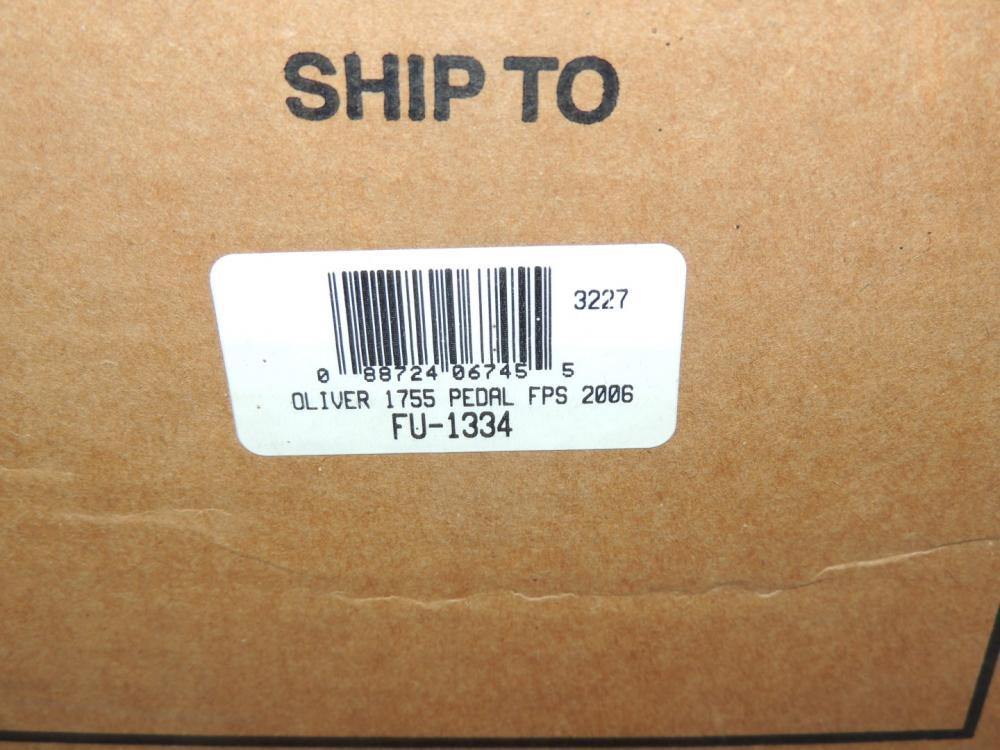 SHIP TO
3227
0 88724 06745 5
OLIVER 1755 PEDAL FPS 2006
FU-1334